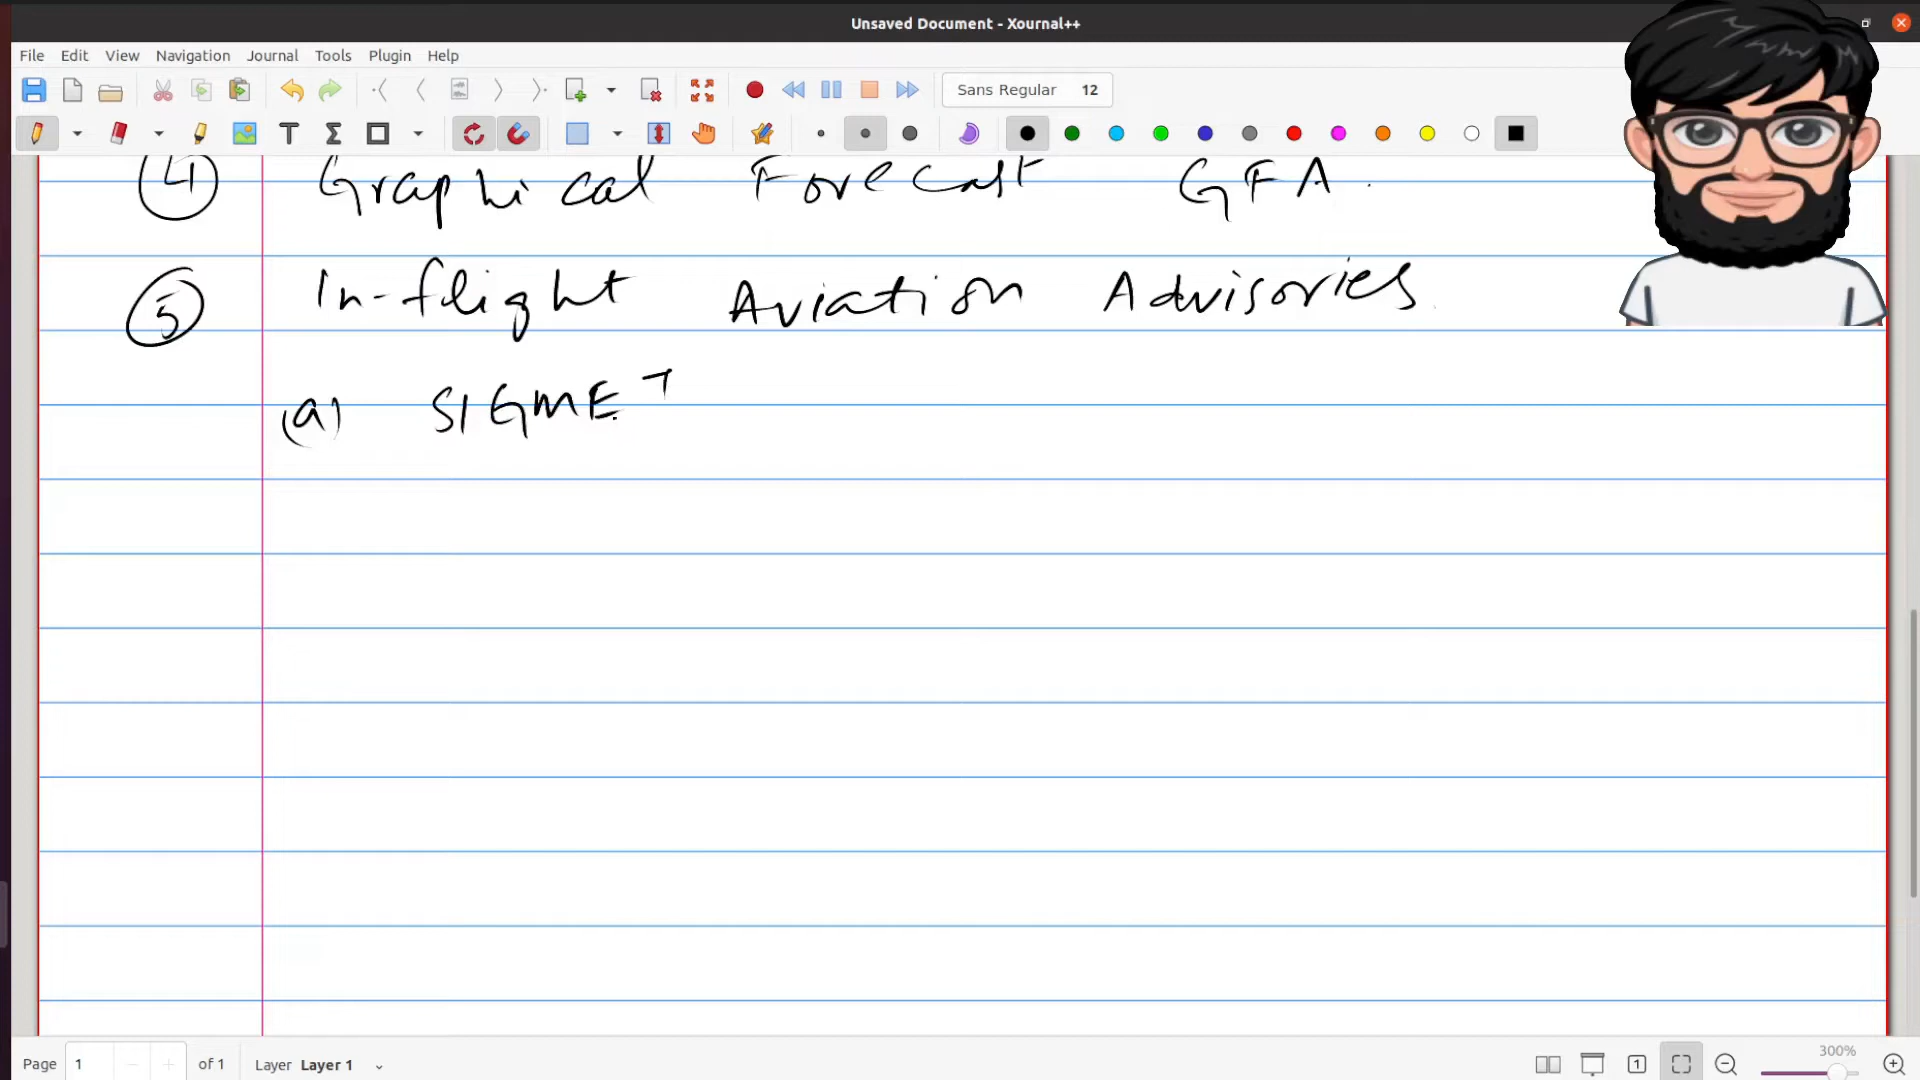 Unsaved Document - Xournal++
File Edit View Navigation Journal Tools Plugin Help
Sans Regular 12
④ Graphical Forecast GFA.
⑤ In-flight Aviation Advisories.
(a) SIGMET
Page 1 of 1 Layer Layer 1 300%